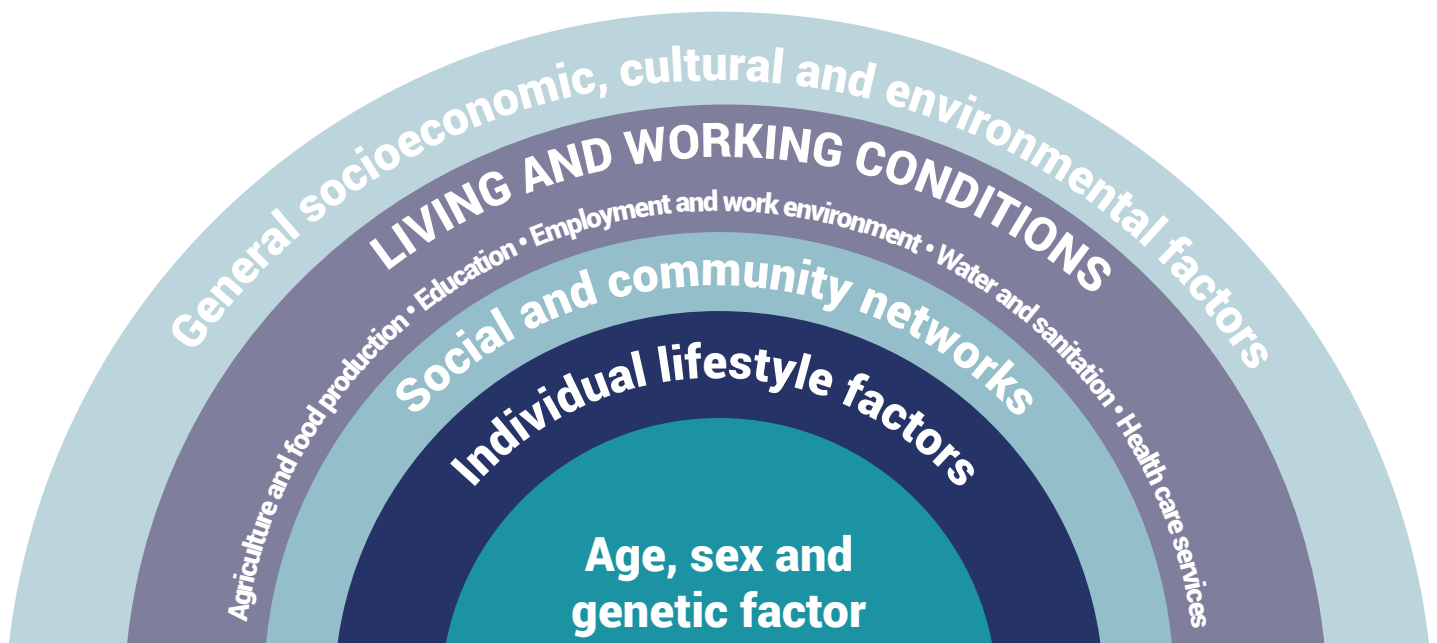 General socioeconomic, cultural and environmental factors
LIVING AND WORKING CONDITIONS
Agriculture and food production • Education • Employment and work environment • Water and sanitation • Health care services
Social and community networks
Individual lifestyle factors
Age, sex and
genetic factor